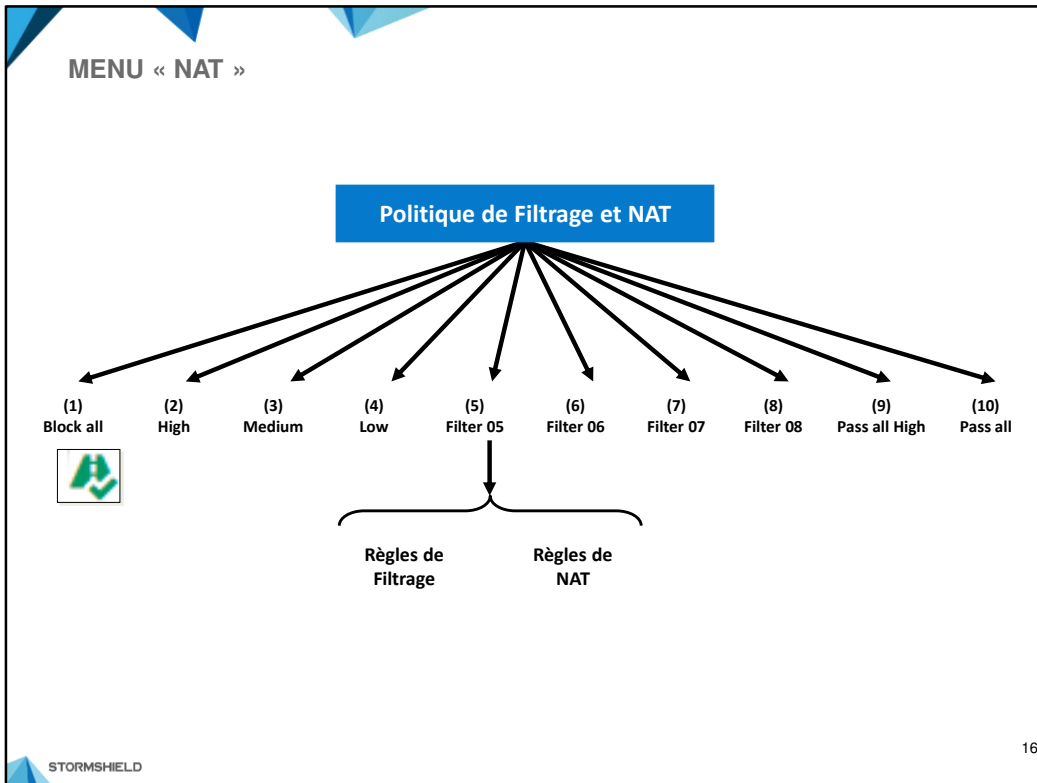 MENU « NAT »
Politique de Filtrage et NAT
(1)
Block all
(2)
High
(3)
Medium
(4)
Low
(5)
Filter 05
(6)
Filter 06
(7)
Filter 07
(8)
Filter 08
(9)
Pass all High
(10)
Pass all
Règles de
Filtrage
Règles de
NAT
STORMSHIELD
16